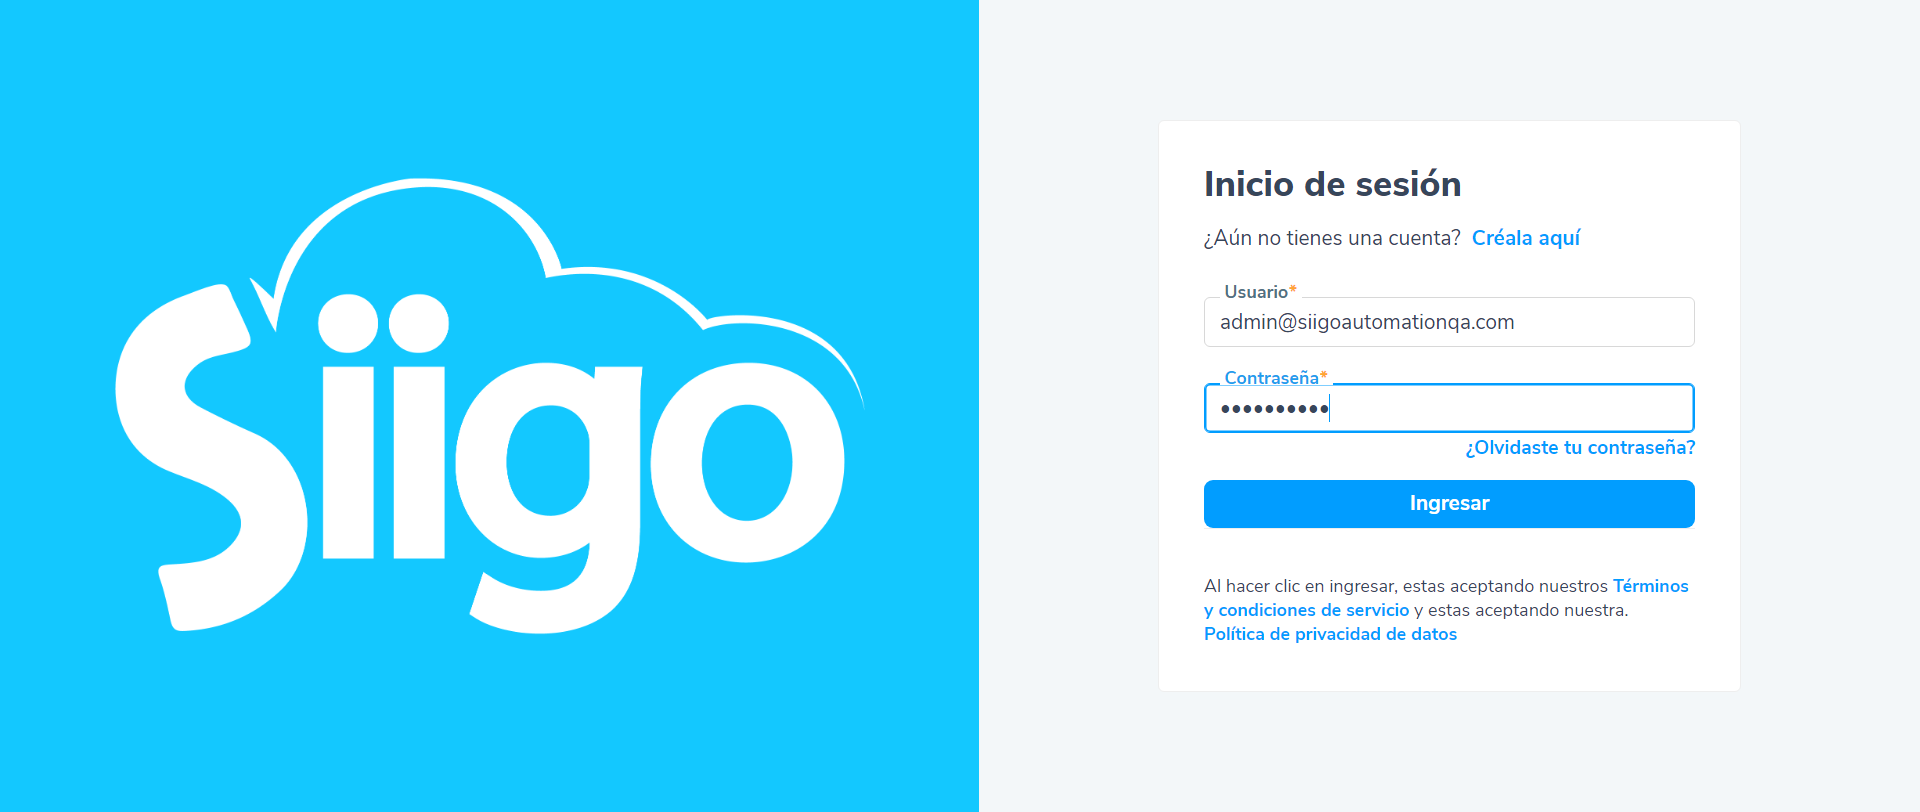 Siigo
Inicio de sesión
¿Aún no tienes una cuenta? Créala aquí
Usuario*
admin@siigoautomationqa.com
Contraseña*
••••••••••
¿Olvidaste tu contraseña?
Ingresar
Al hacer clic en ingresar, estas aceptando nuestros Términos
y condiciones de servicio y estas aceptando nuestra.
Política de privacidad de datos